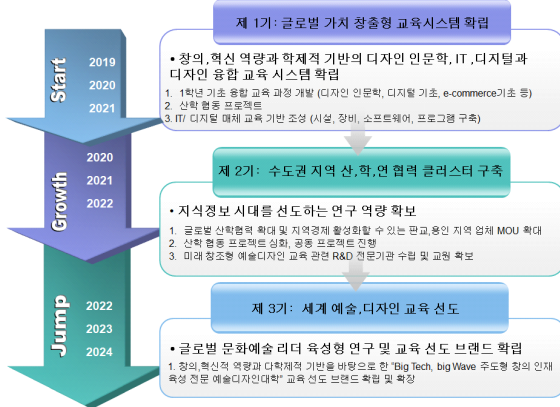 제 1기: 글로벌 가치 창출형 교육시스템 확립
Start
2019
2020
2021
• 창의,혁신 역량과 학제적 기반의 디자인 인문학, IT ,디지털과
디자인 융합 교육 시스템 확립
1. 1학년 기초 융합 교육 과정 개발 (디자인 인문학, 디지털 기초, e-commerce기초 등)
2. 산학 협동 프로젝트
3. IT/ 디지털 매체 교육 기반 조성 (시설, 장비, 소프트웨어, 프로그램 구축)
제 2기: 수도권 지역 산,학,연 협력 클러스터 구축
Growth
2020
2021
2022
• 지식정보 시대를 선도하는 연구 역량 확보
1. 글로벌 산학협력 확대 및 지역경제 활성화할 수 있는 판교,용인 지역 업체 MOU 확대
2. 산학 협동 프로젝트 심화, 공동 프로젝트 진행
3. 미래 창조형 예술디자인 교육 관련 R&D 전문기관 수립 및 교원 확보
제 3기: 세계 예술,디자인 교육 선도
Jump
2022
2023
2024
• 글로벌 문화예술 리더 육성형 연구 및 교육 선도 브랜드 확립
1. 창의,혁신적 역량과 다학제적 기반을 바탕으로 한 "Big Tech, big Wave 주도형 창의 인재
육성 전문 예술디자인대학" 교육 선도 브랜드 확립 및 확장